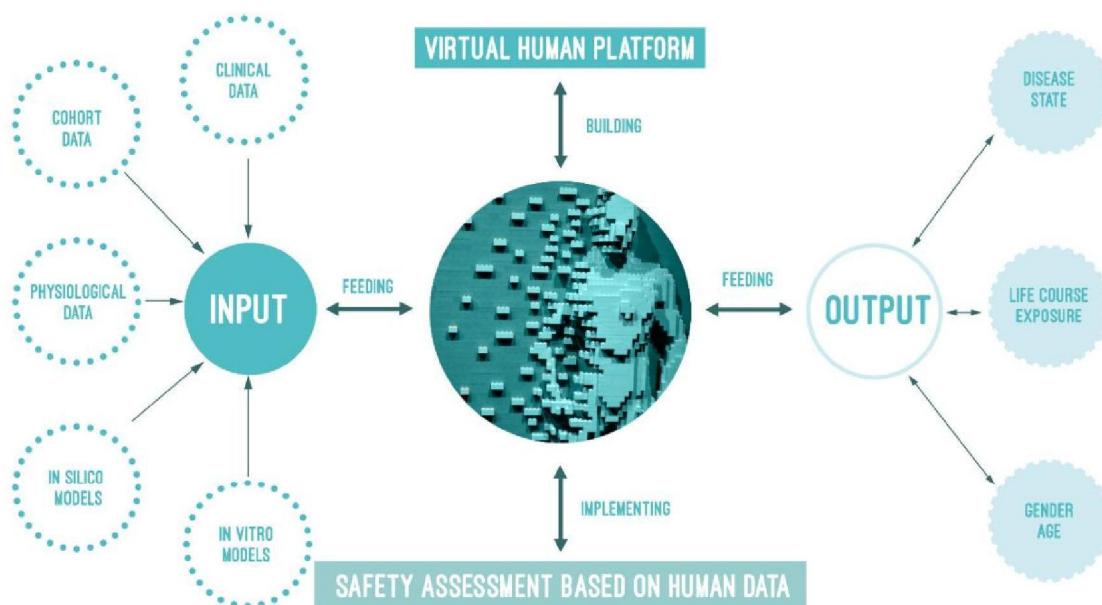 VIRTUAL HUMAN PLATFORM
BUILDING
CLINICAL
DATA
COHORT
DATA
PHYSIOLOGICAL
DATA
IN SILICO
MODELS
IN VITRO
MODELS
INPUT
FEEDING
FEEDING
OUTPUT
DISEASE
STATE
LIFE COURSE
EXPOSURE
GENDER
AGE
IMPLEMENTING
SAFETY ASSESSMENT BASED ON HUMAN DATA